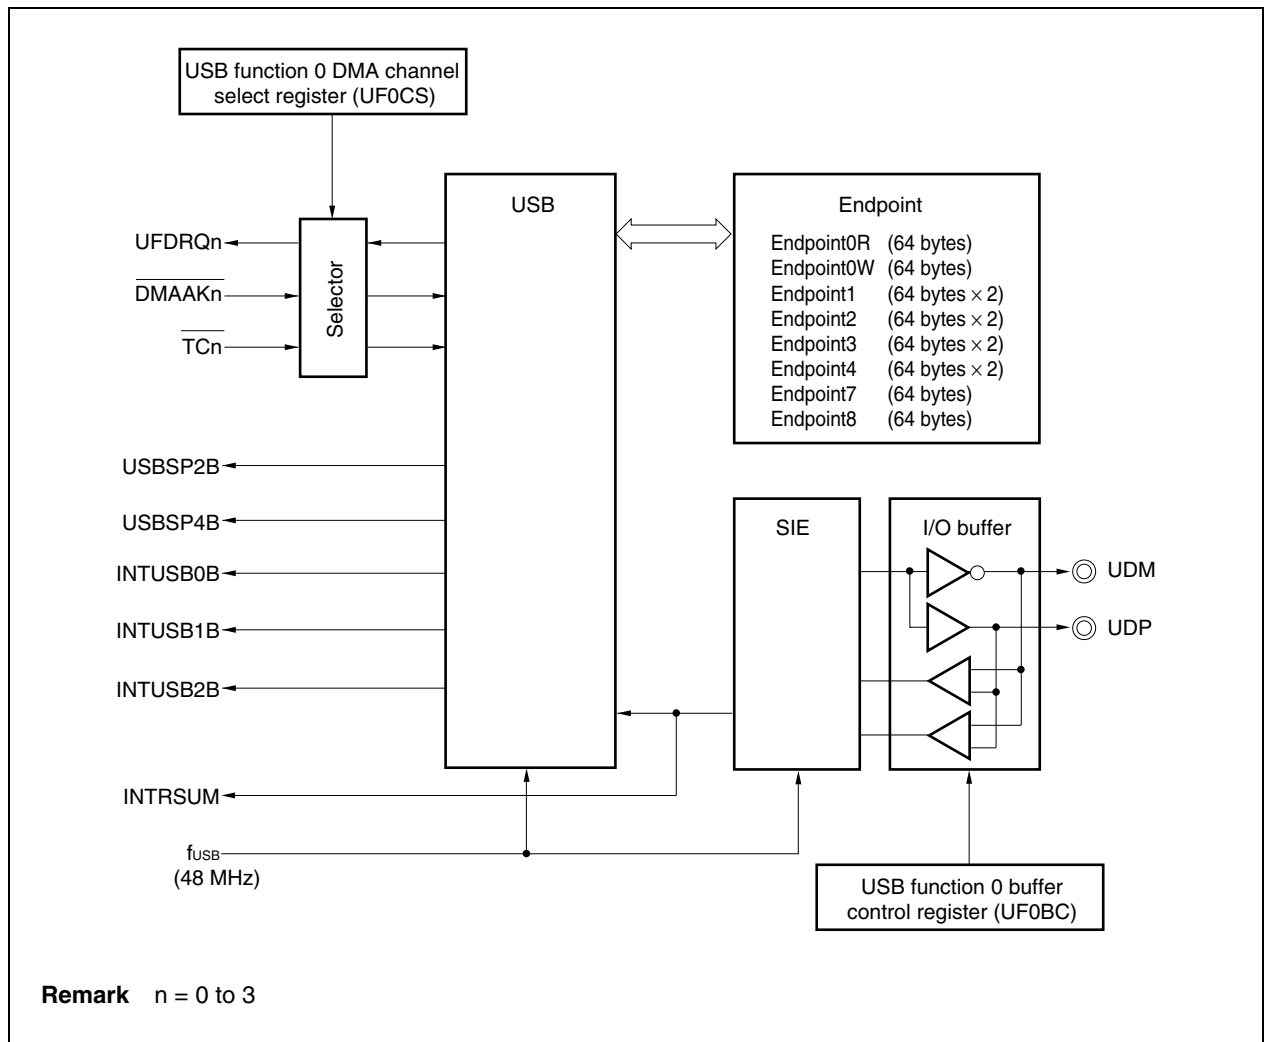 USB function 0 DMA channel
select register (UF0CS)
USB
Endpoint
Endpoint0R (64 bytes)
Endpoint0W (64 bytes)
Endpoint1 (64 bytes × 2)
Endpoint2 (64 bytes × 2)
Endpoint3 (64 bytes × 2)
Endpoint4 (64 bytes × 2)
Endpoint7 (64 bytes)
Endpoint8 (64 bytes)
UFDRQn
DMAAKn
TCn
Selector
USBSP2B
USBSP4B
INTUSB0B
INTUSB1B
INTUSB2B
INTRSUM
fUSB
(48 MHz)
SIE
I/O buffer
UDM
UDP
USB function 0 buffer
control register (UF0BC)
Remark n = 0 to 3